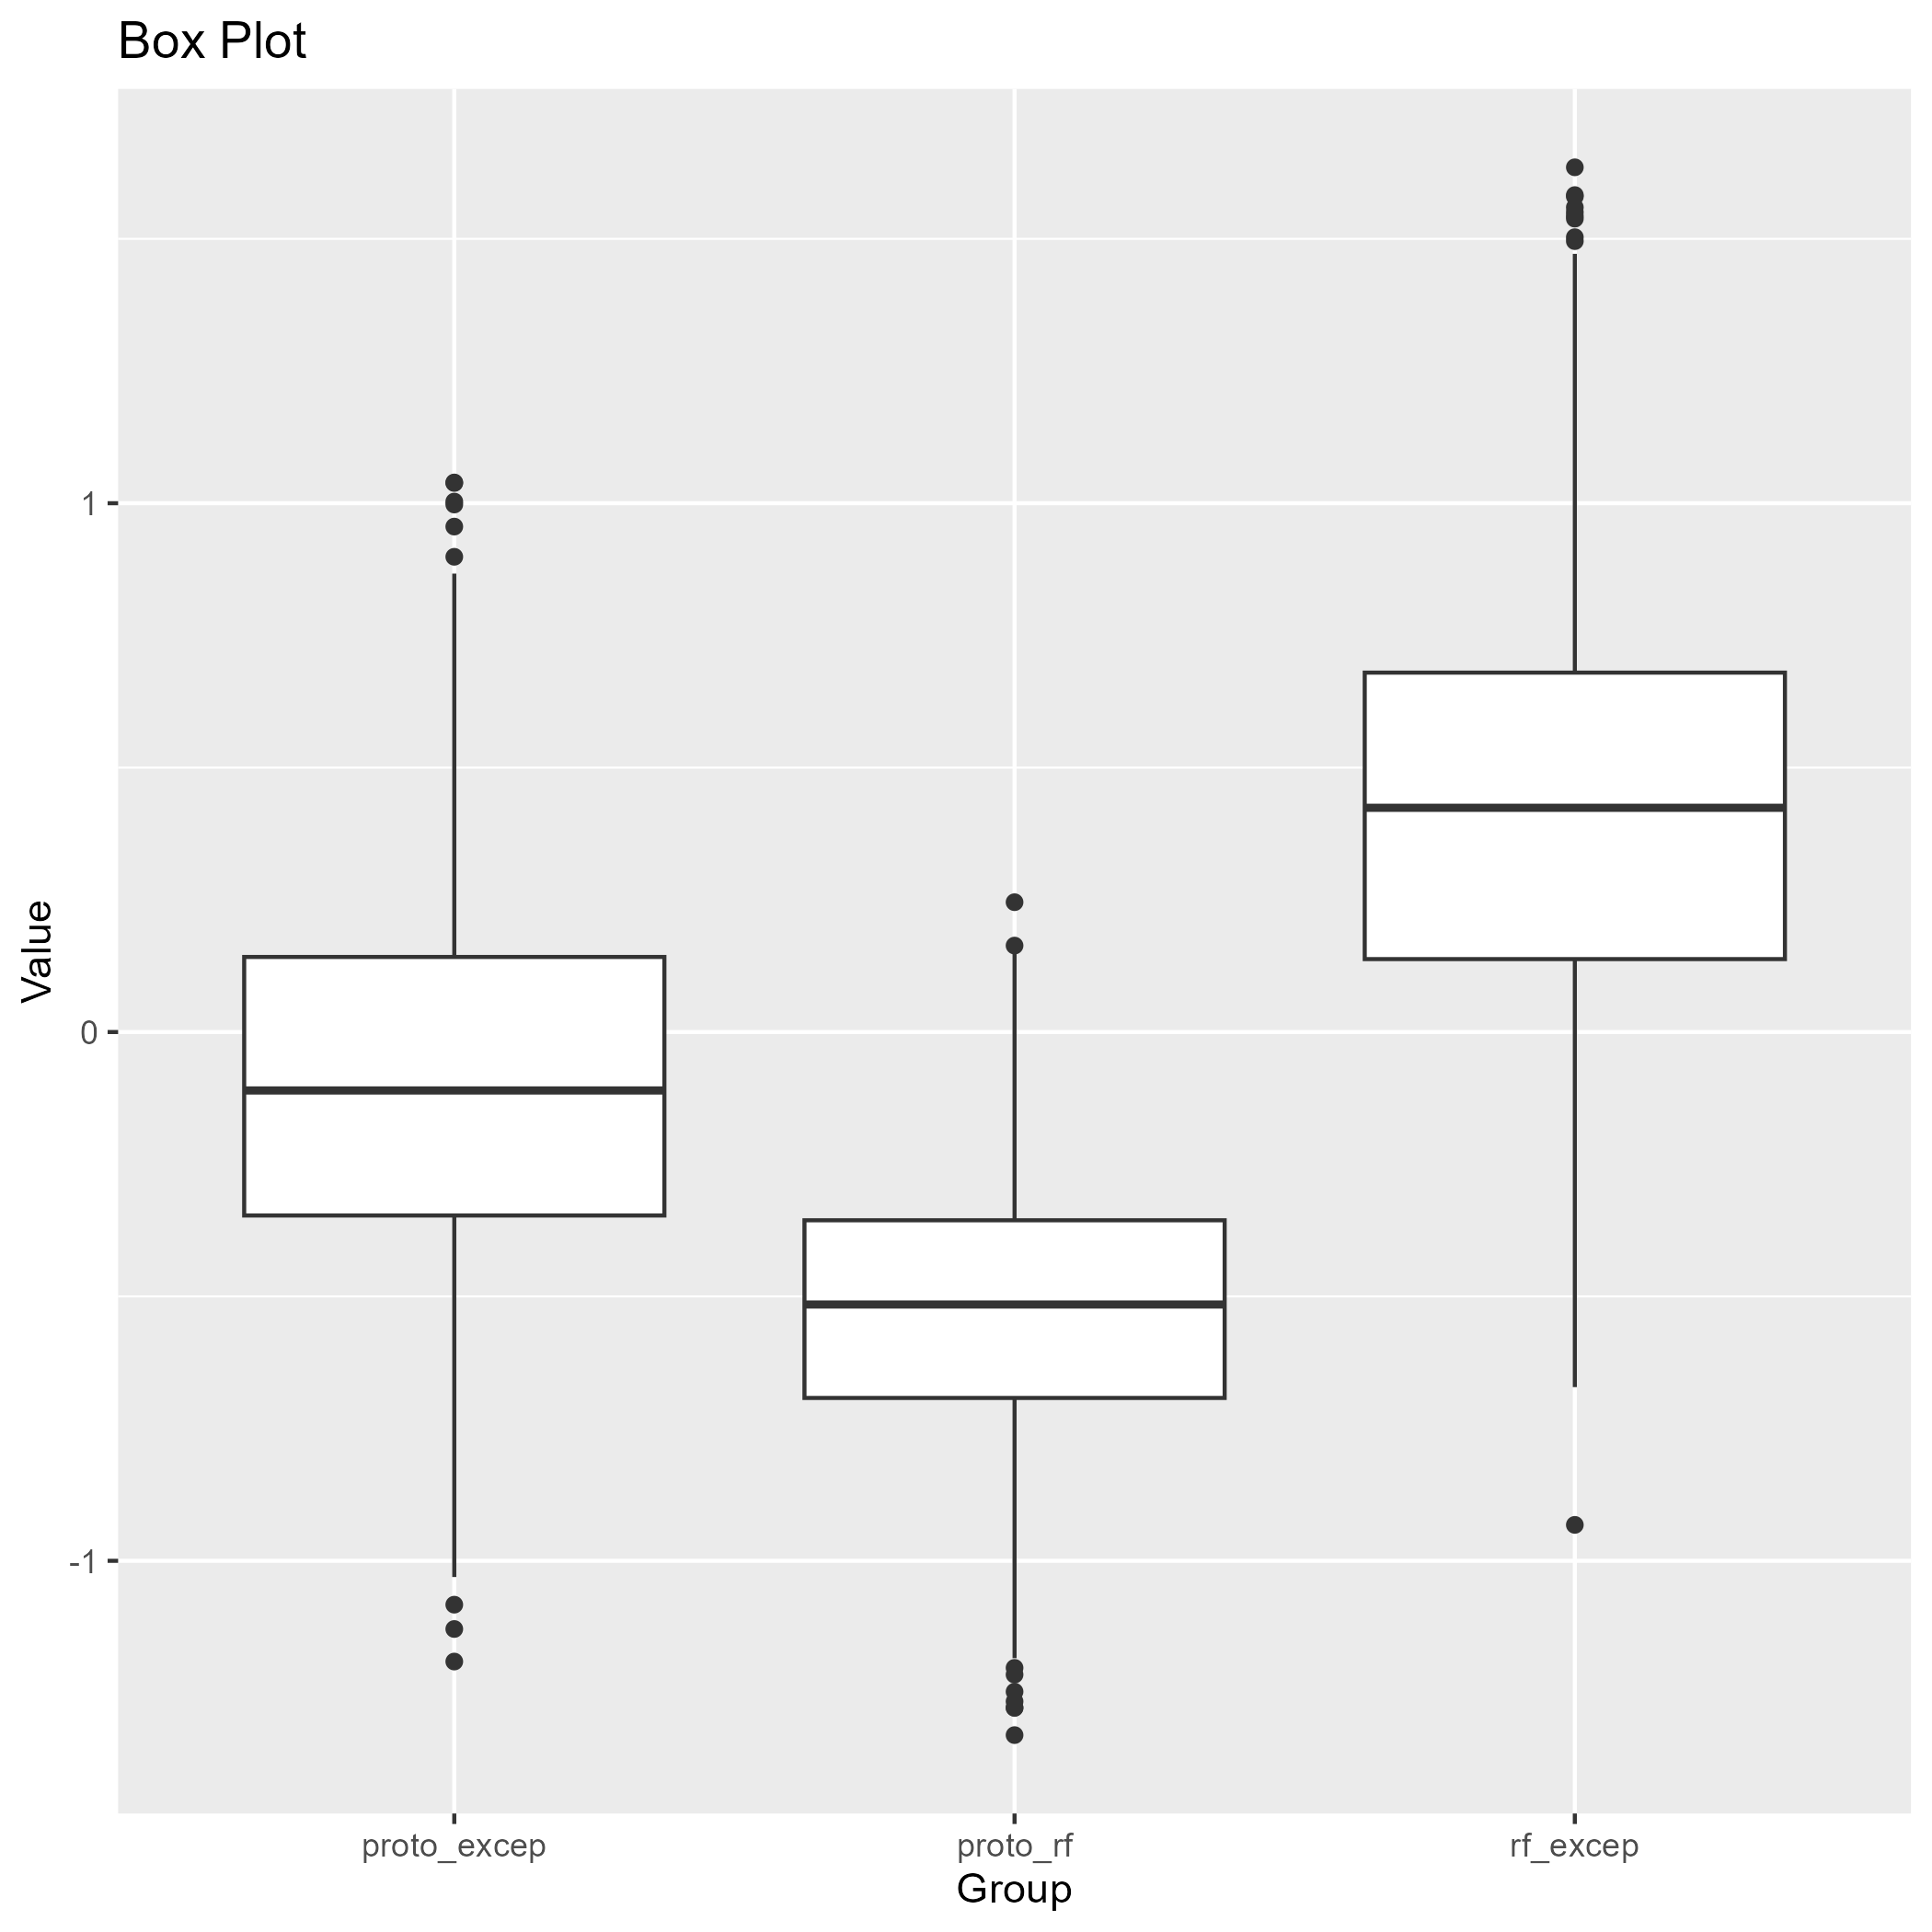 Box Plot
Value
1
0
-1
proto_excep
proto_rf
rf_excep
Group